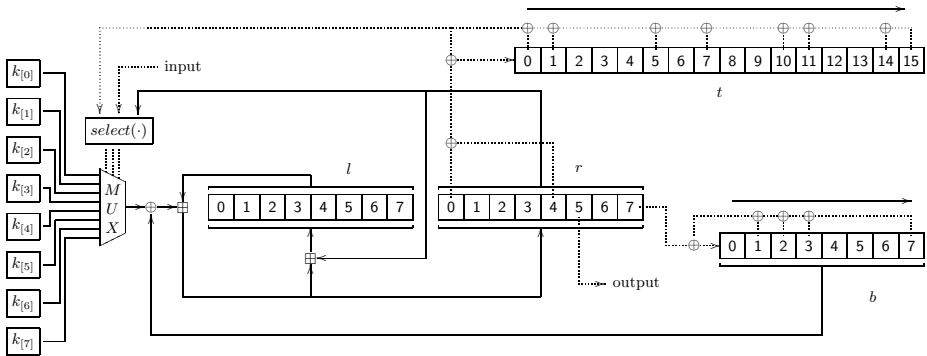 0 1 2 3 4 5 6 7 8 9 10 11 12 13 14 15
t
k[0]
input
k[1]
select(·)
k[2]
l
r
k[3]
M
U
X
0 1 2 3 4 5 6 7
0 1 2 3 4 5 6 7
k[4]
0 1 2 3 4 5 6 7
k[5]
output
b
k[6]
k[7]